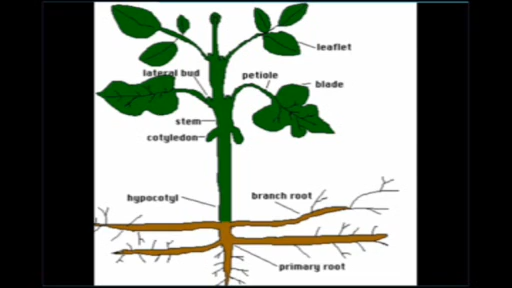 leaflet
lateral bud
petiole
blade
stem
cotyledon
hypocotyl
branch root
primary root